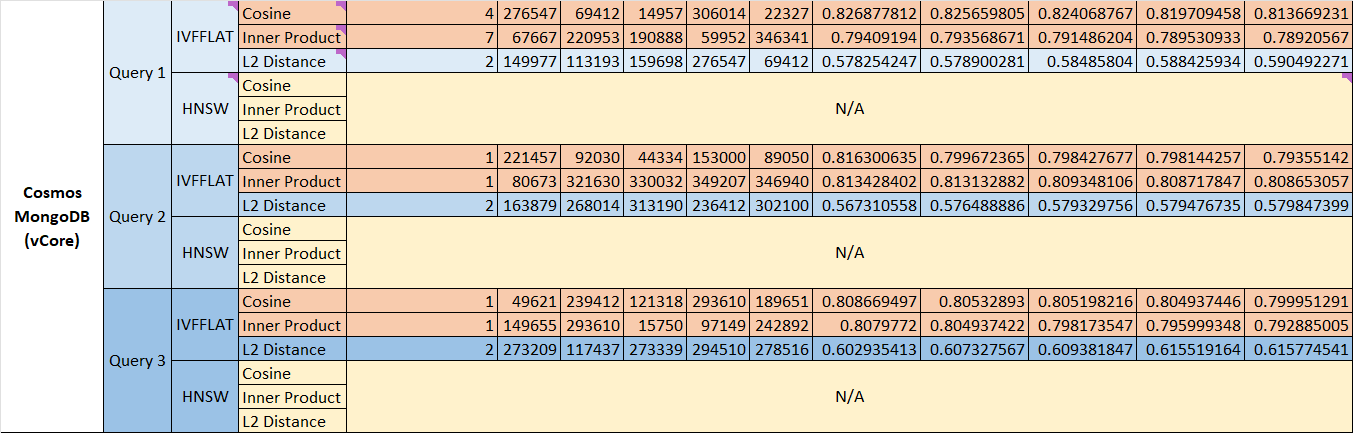 Cosine 4 276547 69412 14957 306014 22327 0.826877812 0.825659805 0.824068767 0.819709458 0.813669231
IVFFLAT Inner Product 7 67667 220953 190888 59952 346341 0.79409194 0.793568671 0.791486204 0.789530933 0.78920567
L2 Distance 2 149977 113193 159698 276547 69412 0.578254247 0.578900281 0.58485804 0.588425934 0.590492271
Query 1
Cosine
HNSW Inner Product N/A
L2 Distance
Cosine 1 221457 92030 44334 153000 89050 0.816300635 0.799672365 0.798427677 0.798144257 0.79355142
IVFFLAT Inner Product 1 80673 321630 330032 349207 346940 0.813428402 0.813132882 0.809348106 0.808717847 0.808653057
Cosmos
MongoDB
(vCore)
L2 Distance 2 163879 268014 313190 236412 302100 0.567310558 0.576488886 0.579329756 0.579476735 0.579847399
Query 2
Cosine
HNSW Inner Product N/A
L2 Distance
Cosine 1 49621 239412 121318 293610 189651 0.808669497 0.80532893 0.805198216 0.804937446 0.799951291
IVFFLAT Inner Product 1 149655 293610 15750 97149 242892 0.8079772 0.804937422 0.798173547 0.795999348 0.792885005
L2 Distance 2 273209 117437 273339 294510 278516 0.602935413 0.607327567 0.609381847 0.615519164 0.615774541
Query 3
Cosine
HNSW Inner Product N/A
L2 Distance